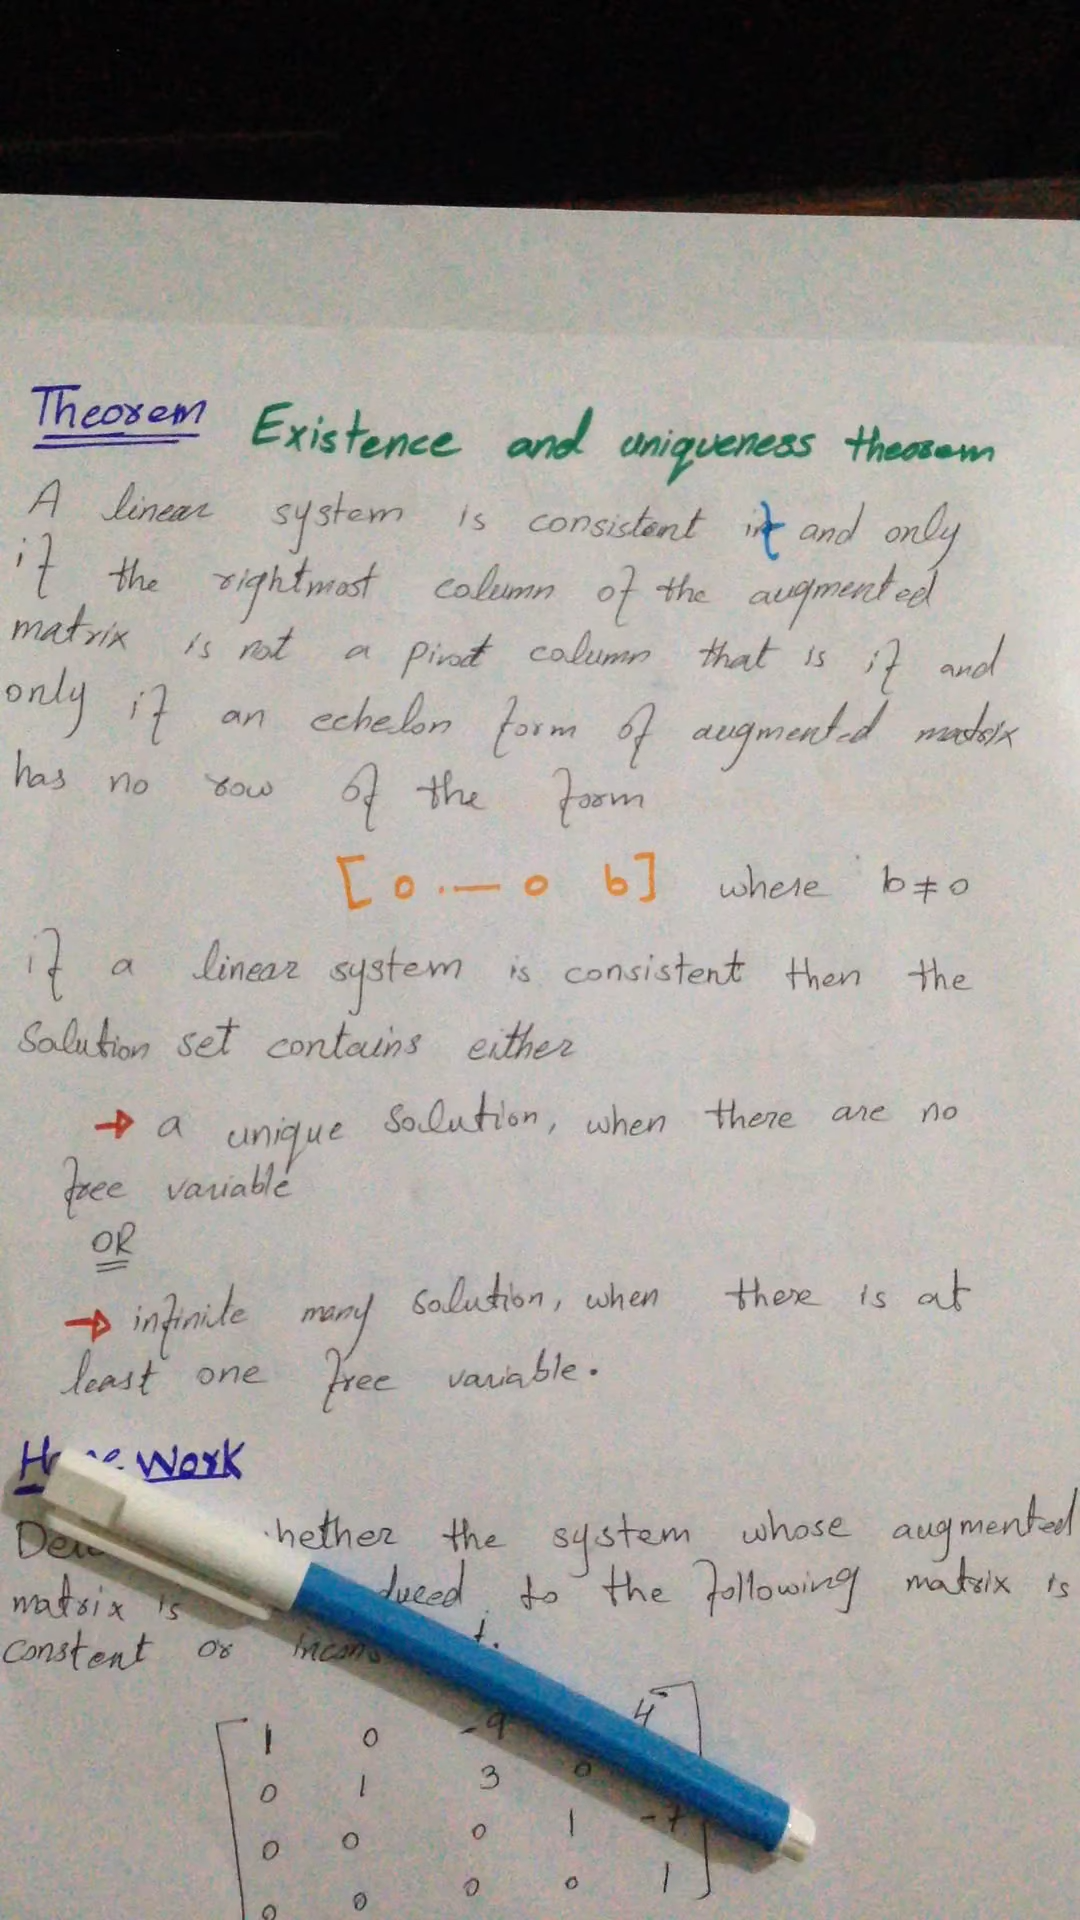 Theorem Existence and uniqueness theorem
A linear system is consistent if and only
if the rightmost column of the augmented
matrix is not a pivot column that is if and
only if an echelon form of augmented matrix
has no row of the form
[0 .— 0 b] where b ≠ 0
if a linear system is consistent then the
Solution set contains either
→ a unique Solution, when there are no
free variable
OR
→ infinite many solution, when there is at
least one free variable.
Work
the system whose augmented
matrix is to the following matrix is
constent or
1 0 -9 4
0 1 3 0
0 0 0 1 -7
0 0 0 0 1